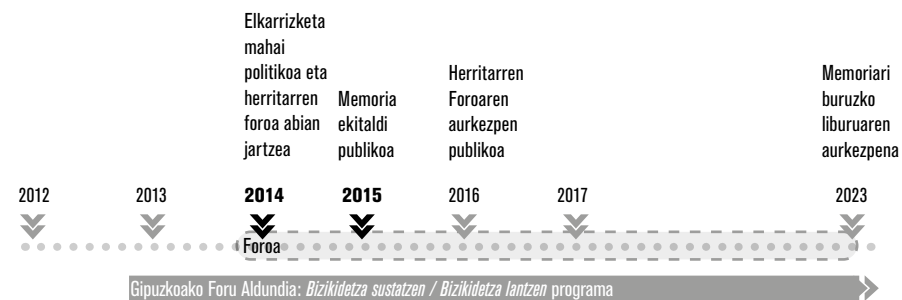 Elkarrizketa
mahai
politikoa eta
herritarren
foroa abian
jartzea
Memoria
ekitaldi
publikoa
Herritarren
Foroaren
aurkezpen
publikoa
Memoriari
buruzko
liburuaren
aurkezpena
2012
2013
2014
2015
2016
2017
2023
Foroa
Gipuzkoako Foru Aldundia: Bizikidetza sustatzen / Bizikidetza lantzen programa